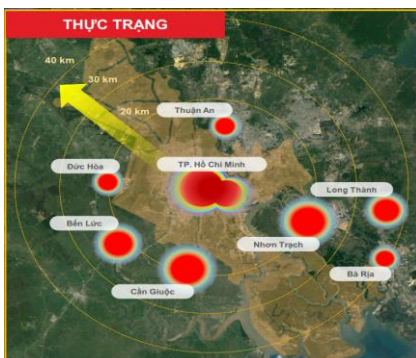 THỰC TRẠNG
40 km
30 km
20 km
Thuận An
Đức Hòa
TP. Hồ Chí Minh
Long Thành
Bến Lức
Nhơn Trạch
Bà Rịa
Cần Giuộc